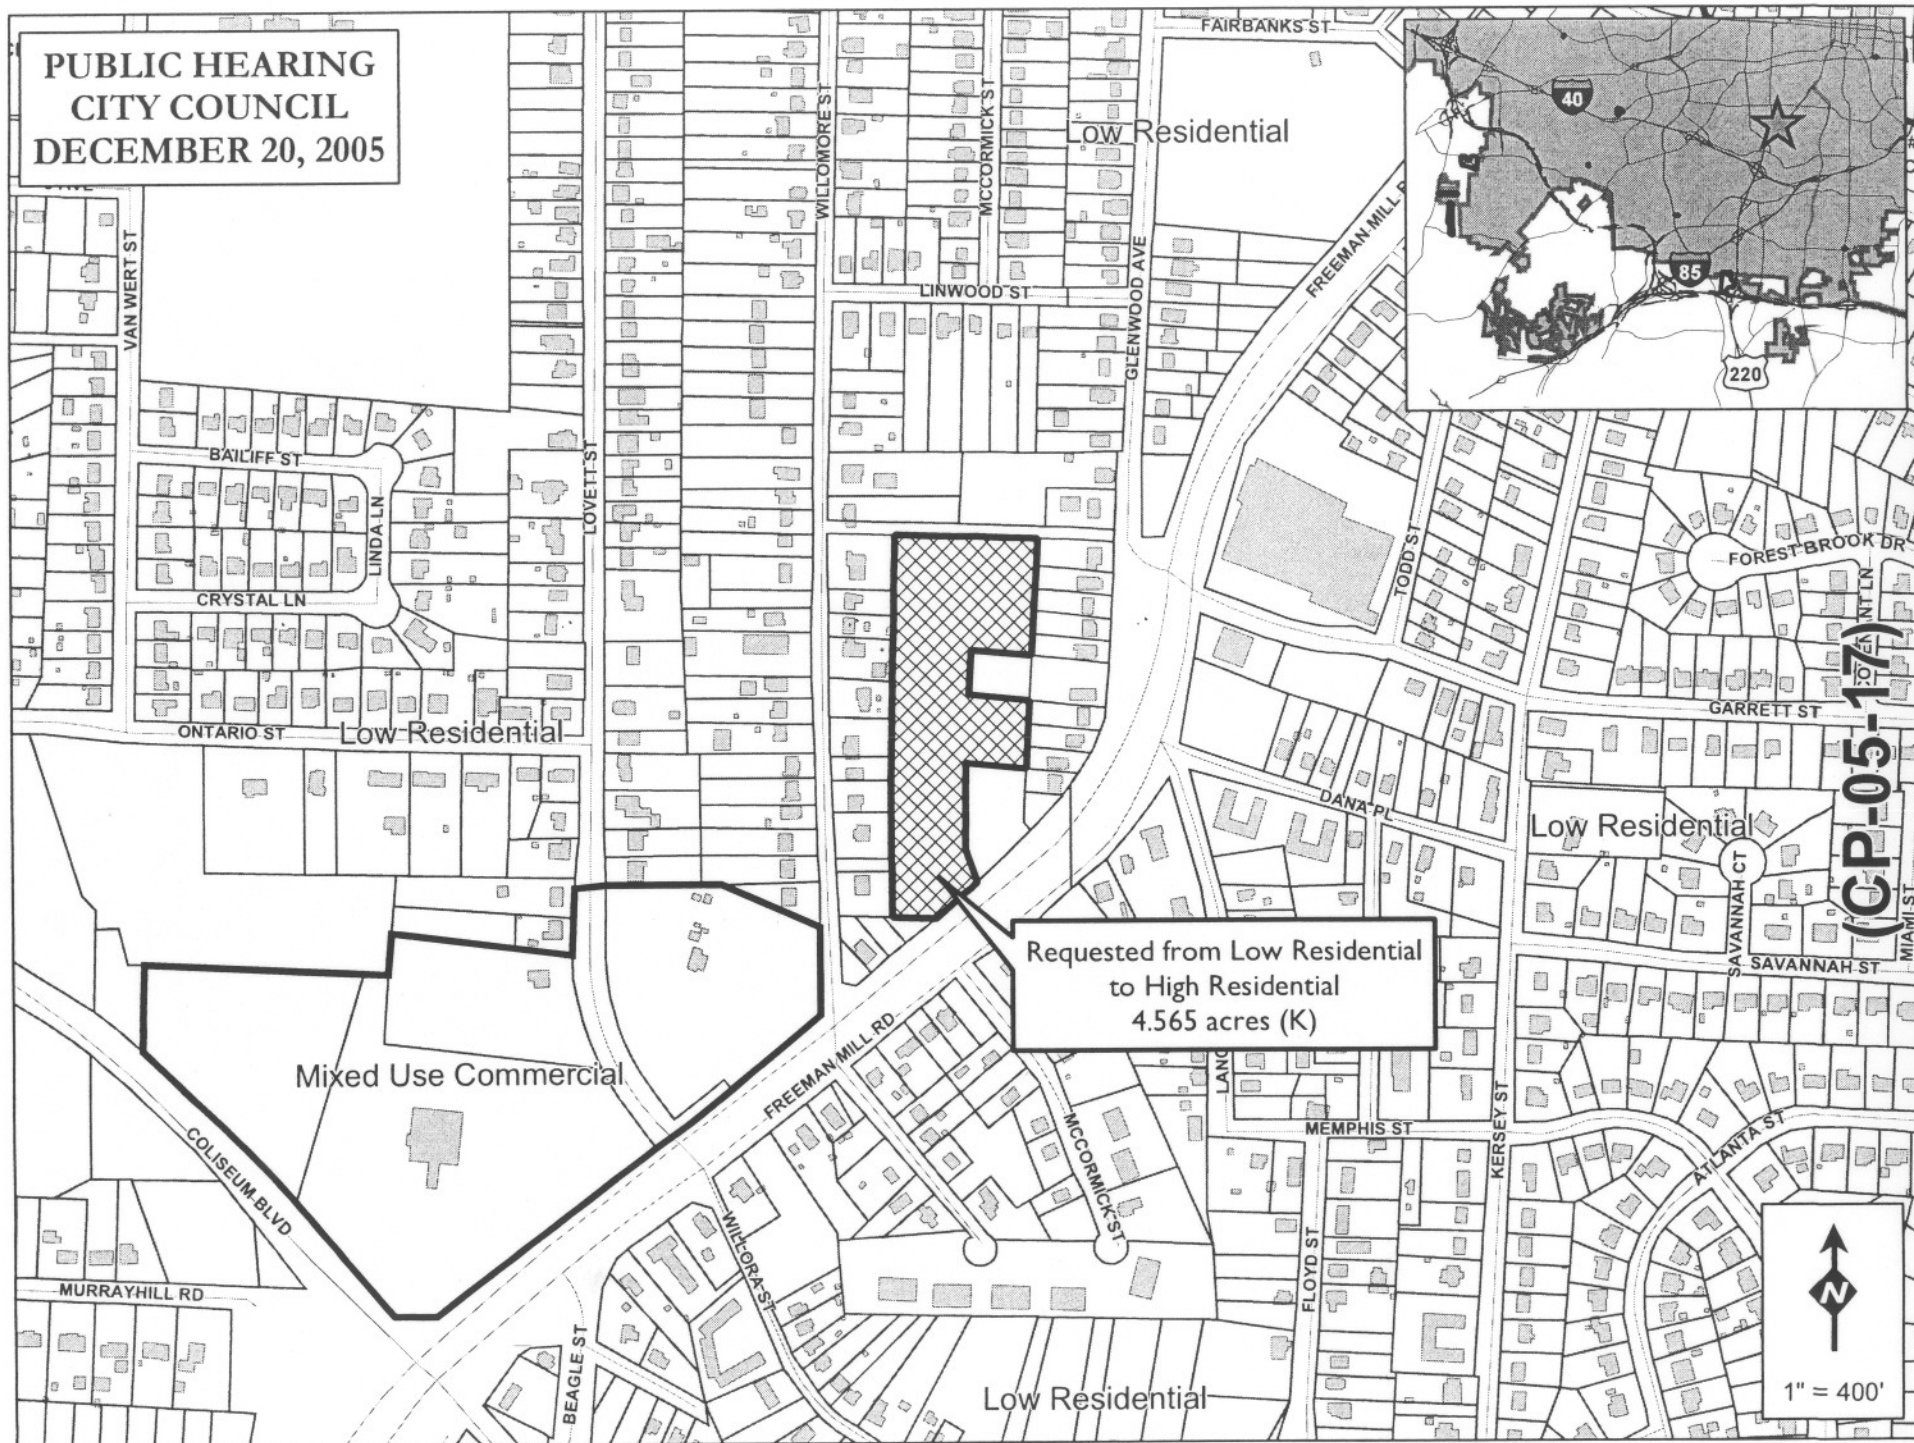 PUBLIC HEARING
CITY COUNCIL
DECEMBER 20, 2005
FAIRBANKS ST
40
85
220
Low Residential
VAN WERT ST
WILLOMORE ST
MCCORMICK ST
GLENWOOD AVE
FREEMAN MILL
LINWOOD ST
BAILIFF ST
LINDA LN
LOVETT ST
CRYSTAL LN
TODD ST
FOREST BROOK DR
GARRETT ST
ONTARIO ST
Low Residential
DANA PL
Low Residential
(CP-05-17)
SAVANNAH CT
MIAMI ST
SAVANNAH ST
Requested from Low Residential
to High Residential
4.565 acres (K)
Mixed Use Commercial
FREEMAN MILL RD
COLISEUM BLVD
MCCORMICK ST
MEMPHIS ST
KERSEY ST
ATLANTA ST
WILLORA ST
FLOYD ST
MURRAYHILL RD
BEAGLE ST
Low Residential
N
1" = 400'